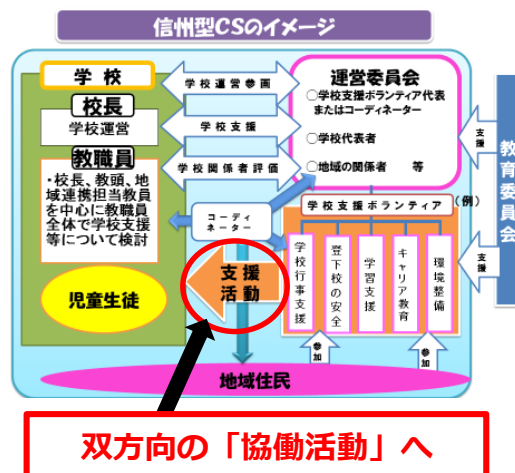 信州型CSのイメージ
学 校
校長
学校運営
教職員
・校長、教頭、地
域連携担当教員
を中心に教職員
全体で学校支援
等について検討
児童生徒
学校運営参画
学校支援
学校関係者評価
コーディ
ネーター
支援
活動
運営委員会
○学校支援ボランティア代表
またはコーディネーター
○学校代表者
○地域の関係者 等
学校支援ボランティア
(例)
学校行事支援
登下校の安全
学習支援
キャリア教育
環境整備
参加
参加
支援
支援
教育委員会
地域住民
双方向の「協働活動」へ